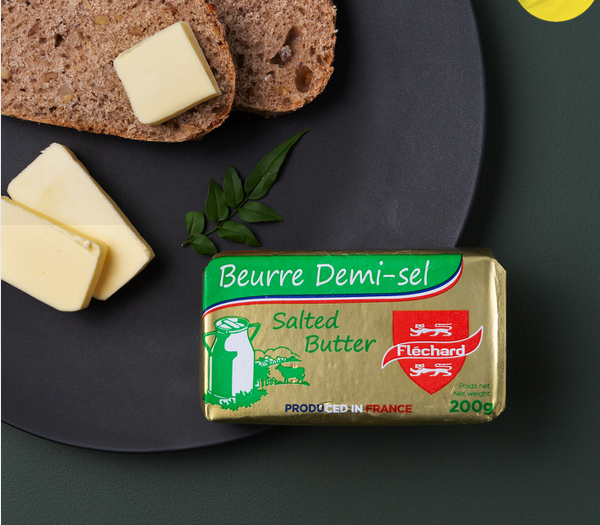 Beurre Demi-sel
Salted
Butter
Fléchard
Poids net
Net weight
200g
PRODUCED IN FRANCE